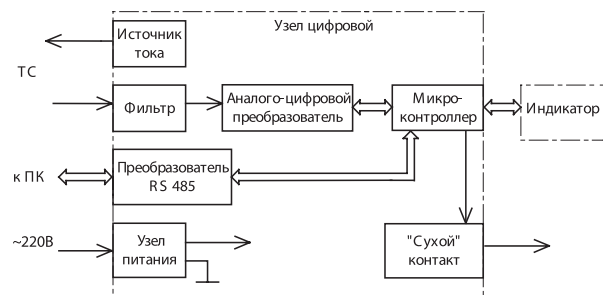 Узел цифровой
Источник
тока
ТС
Фильтр
Аналого-цифровой
преобразователь
Микро-
контроллер
Индикатор
к ПК
Преобразователь
RS 485
~220В
Узел
питания
"Сухой"
контакт